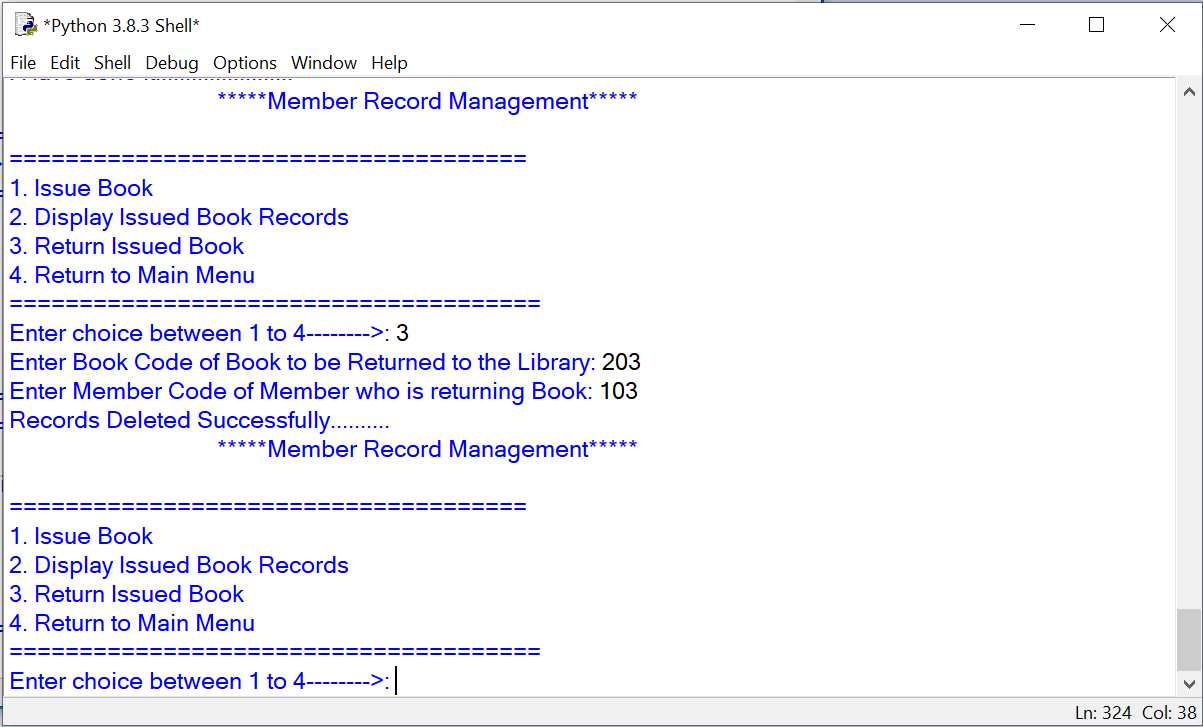 *Python 3.8.3 Shell*
File Edit Shell Debug Options Window Help
*****Member Record Management*****
=====================================
1. Issue Book
2. Display Issued Book Records
3. Return Issued Book
4. Return to Main Menu
======================================
Enter choice between 1 to 4-------->: 3
Enter Book Code of Book to be Returned to the Library: 203
Enter Member Code of Member who is returning Book: 103
Records Deleted Successfully..........
*****Member Record Management*****
=====================================
1. Issue Book
2. Display Issued Book Records
3. Return Issued Book
4. Return to Main Menu
======================================
Enter choice between 1 to 4-------->:
Ln: 324 Col: 38